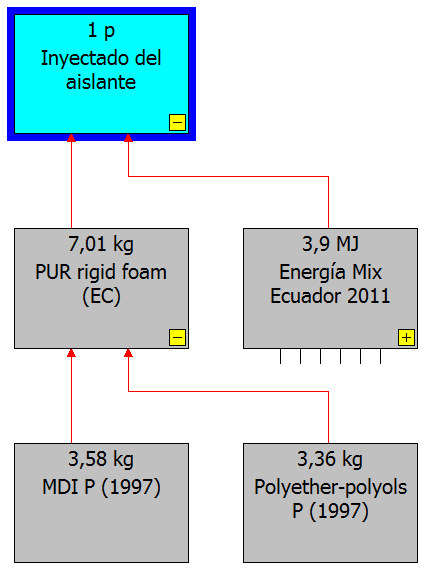 1 p
Inyectado del
aislante
7,01 kg
PUR rigid foam
(EC)
3,9 MJ
Energía Mix
Ecuador 2011
3,58 kg
MDI P (1997)
3,36 kg
Polyether-polyols
P (1997)